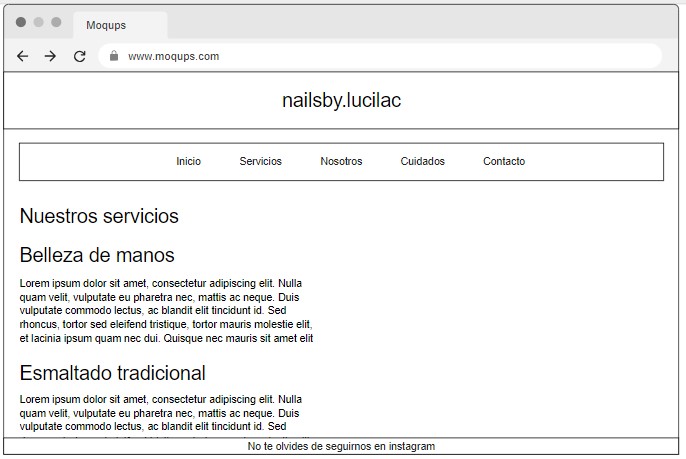 Moqups
www.moqups.com
nailsby.lucilac
Inicio Servicios Nosotros Cuidados Contacto
Nuestros servicios
Belleza de manos
Lorem ipsum dolor sit amet, consectetur adipiscing elit. Nulla
quam velit, vulputate eu pharetra nec, mattis ac neque. Duis
vulputate commodo lectus, ac blandit elit tincidunt id. Sed
rhoncus, tortor sed eleifend tristique, tortor mauris molestie elit,
et lacinia ipsum quam nec dui. Quisque nec mauris sit amet elit
Esmaltado tradicional
Lorem ipsum dolor sit amet, consectetur adipiscing elit. Nulla
quam velit, vulputate eu pharetra nec, mattis ac neque. Duis
vulputate commodo lectus, ac blandit elit tincidunt id. Sed
No te olvides de seguirnos en instagram